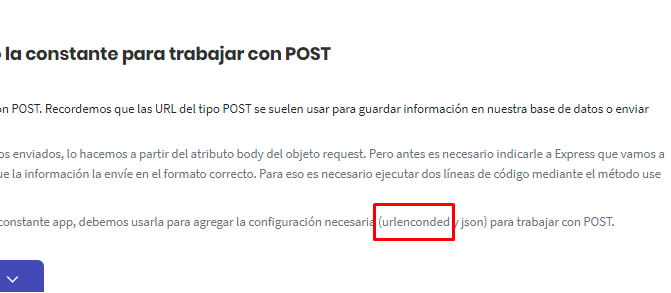 la constante para trabajar con POST
on POST. Recordemos que las URL del tipo POST se suelen usar para guardar información en nuestra base de datos o enviar
os enviados, lo hacemos a partir del atributo body del objeto request. Pero antes es necesario indicarle a Express que vamos a
ue la información la envíe en el formato correcto. Para eso es necesario ejecutar dos líneas de código mediante el método use
constante app, debemos usarla para agregar la configuración necesaria (urlenconded y json) para trabajar con POST.